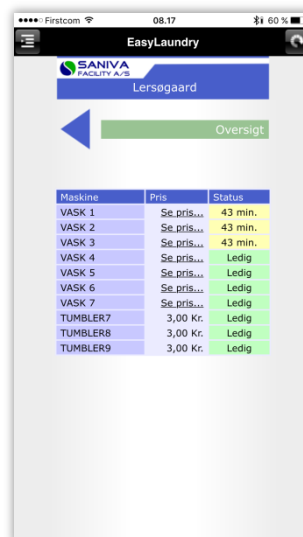 Firstcom 08.17 60 %
EasyLaundry
SANIVA
FACILITY A/S
Lersøgaard
Oversigt
Maskine Pris Status
VASK 1 Se pris... 43 min.
VASK 2 Se pris... 43 min.
VASK 3 Se pris... 43 min.
VASK 4 Se pris... Ledig
VASK 5 Se pris... Ledig
VASK 6 Se pris... Ledig
VASK 7 Se pris... Ledig
TUMBLER7 3,00 Kr. Ledig
TUMBLER8 3,00 Kr. Ledig
TUMBLER9 3,00 Kr. Ledig